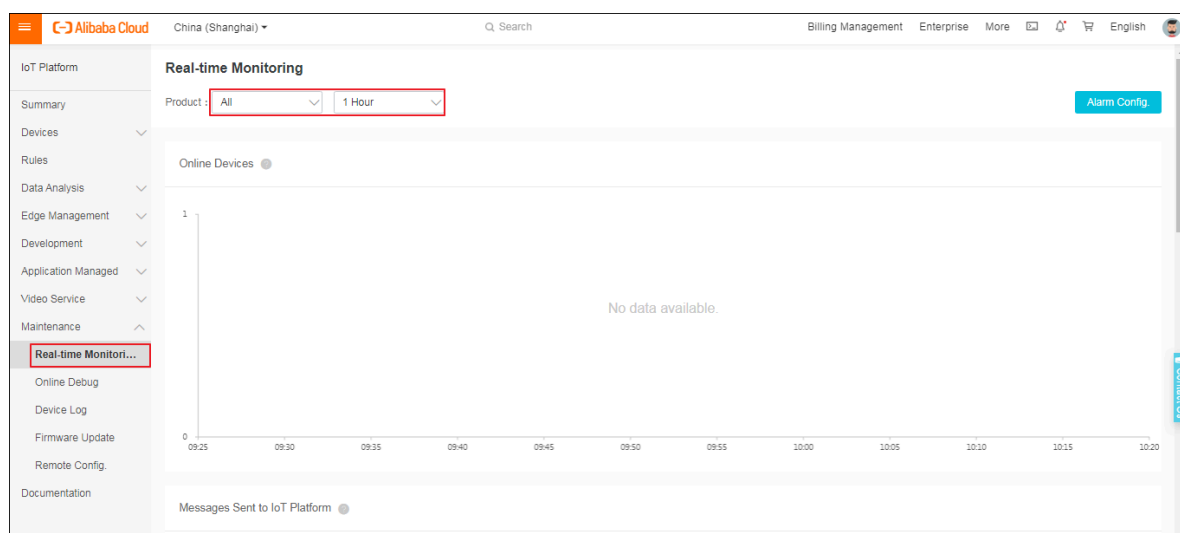 Alibaba Cloud
China (Shanghai)
Search
Billing Management
Enterprise
More
English
IoT Platform
Summary
Devices
Rules
Data Analysis
Edge Management
Development
Application Managed
Video Service
Maintenance
Real-time Monitori...
Online Debug
Device Log
Firmware Update
Remote Config.
Documentation
Real-time Monitoring
Product : All 1 Hour
Alarm Config.
Online Devices
1
No data available.
0
09:25 09:30 09:35 09:40 09:45 09:50 09:55 10:00 10:05 10:10 10:15 10:20
Messages Sent to IoT Platform
Contact Us